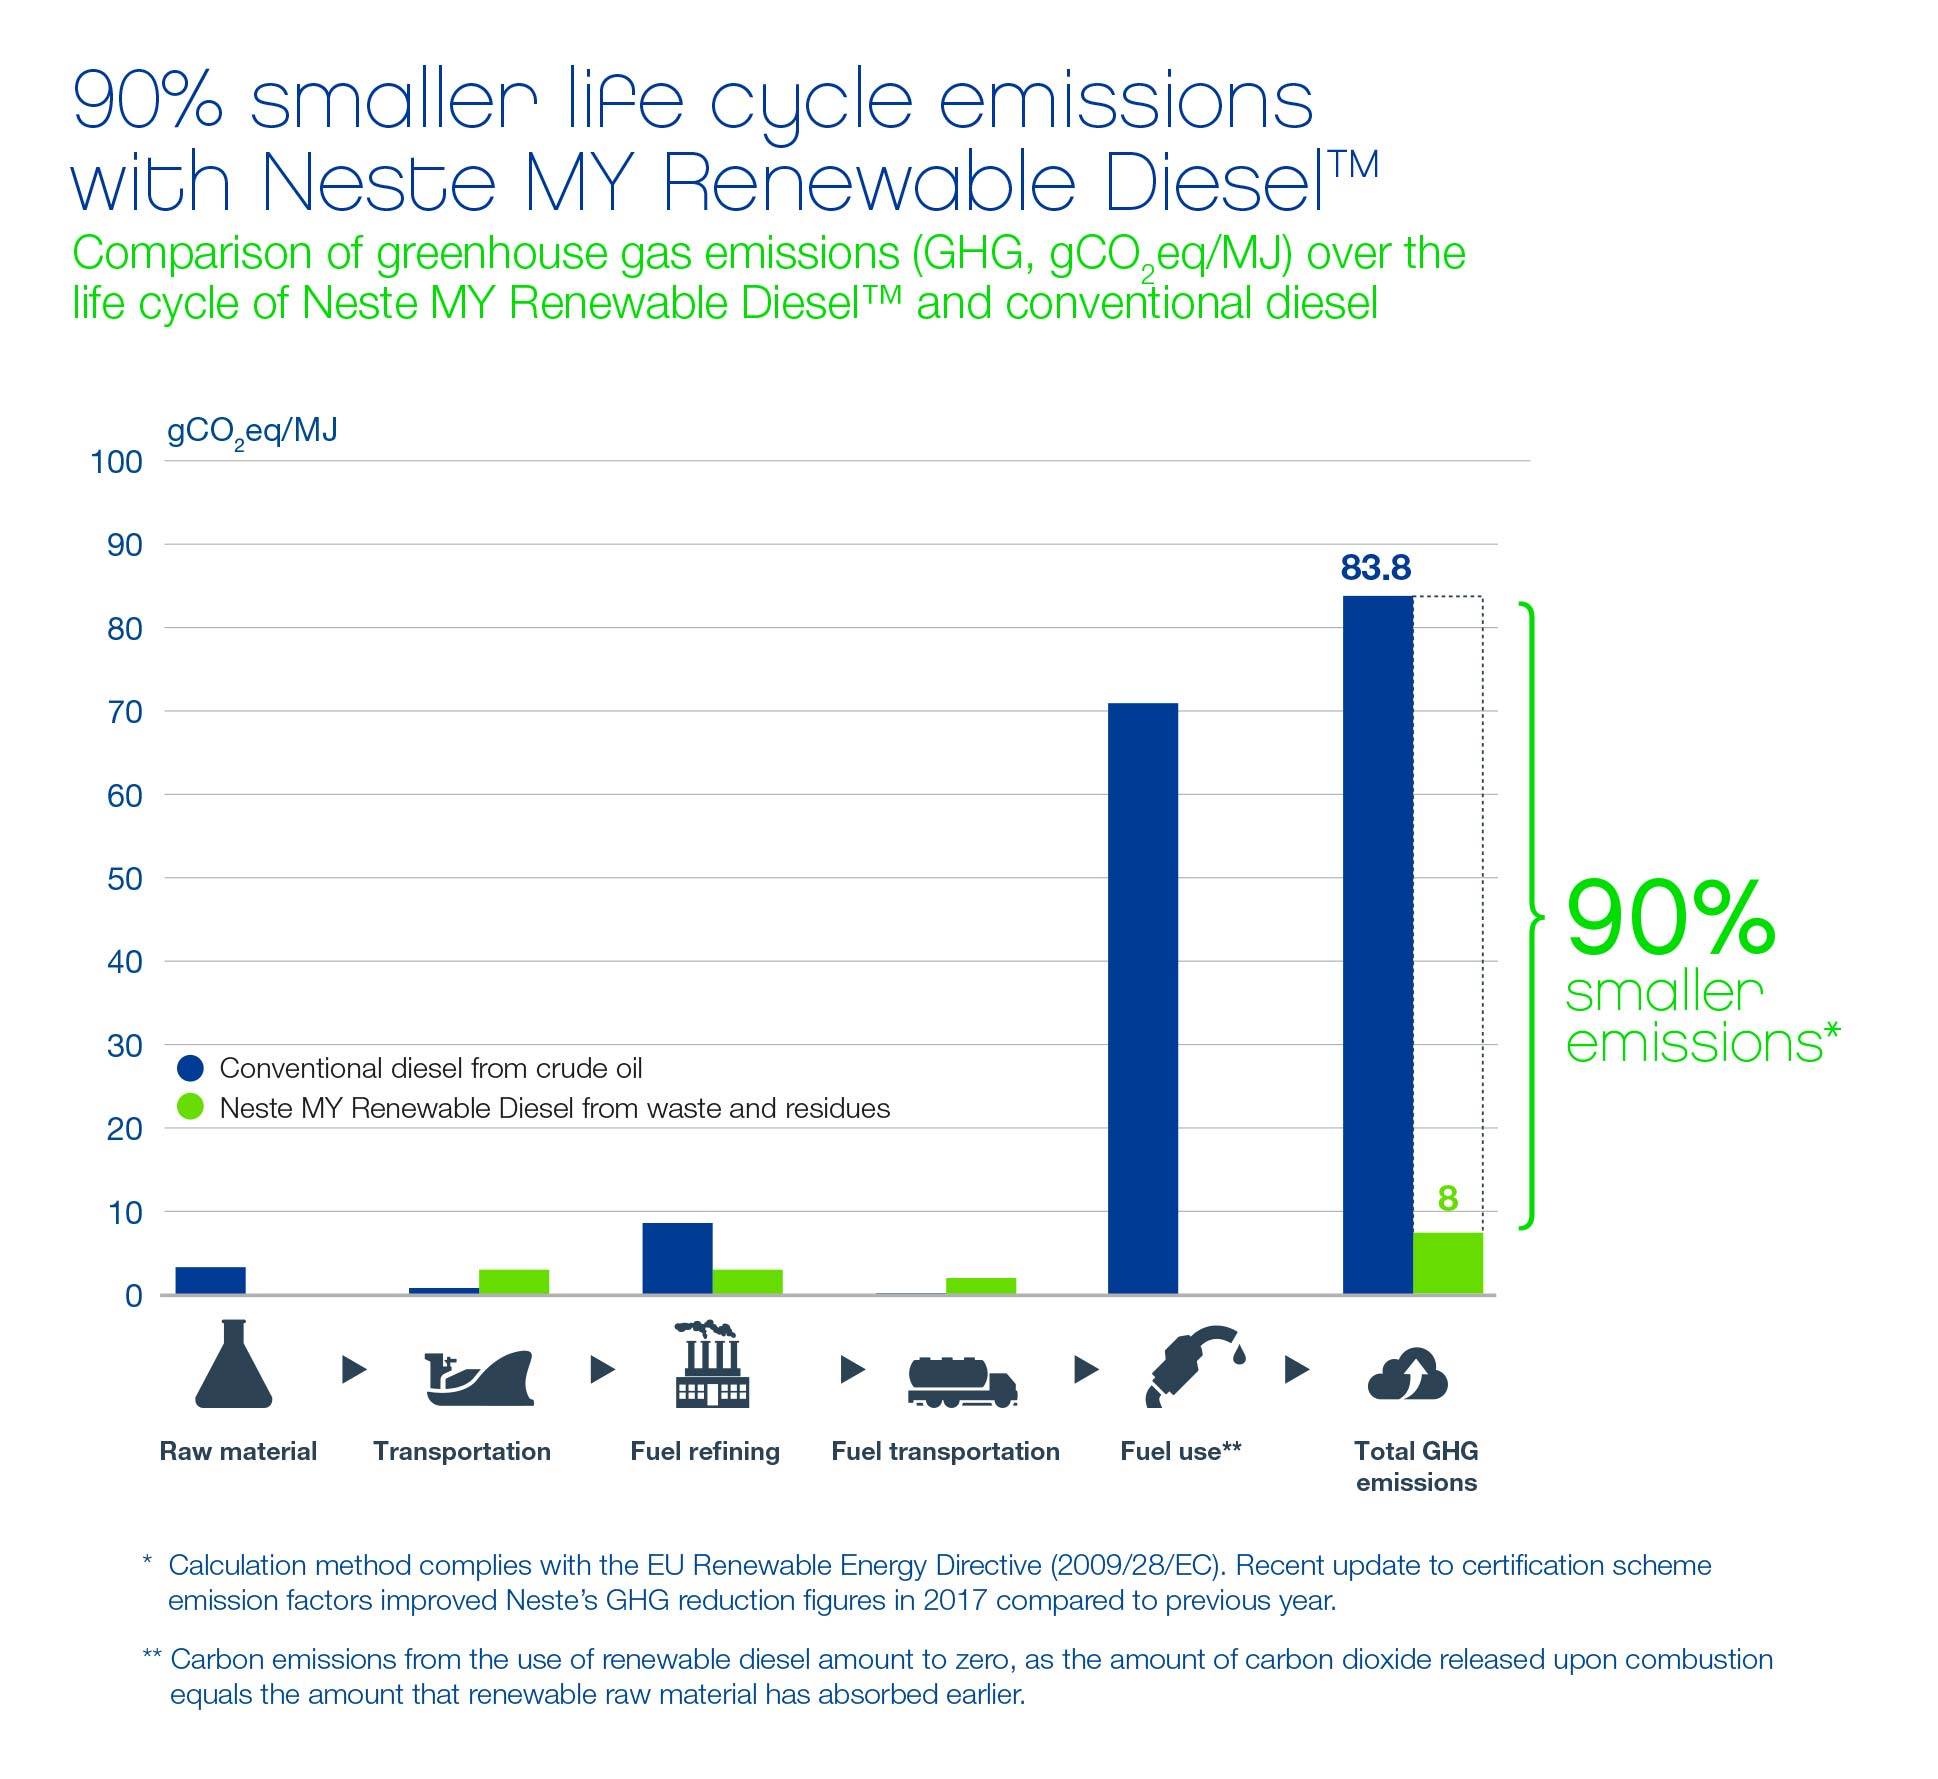 90% smaller life cycle emissions
with Neste MY Renewable Diesel™
Comparison of greenhouse gas emissions (GHG, gCO₂eq/MJ) over the
life cycle of Neste MY Renewable Diesel™ and conventional diesel
gCO₂eq/MJ
100
90
83.8
80
70
60
50
90%
smaller
emissions*
40
30
Conventional diesel from crude oil
Neste MY Renewable Diesel from waste and residues
20
8
10
0
Raw material
Transportation
Fuel refining
Fuel transportation
Fuel use**
Total GHG
emissions
* Calculation method complies with the EU Renewable Energy Directive (2009/28/EC). Recent update to certification scheme
emission factors improved Neste’s GHG reduction figures in 2017 compared to previous year.
** Carbon emissions from the use of renewable diesel amount to zero, as the amount of carbon dioxide released upon combustion
equals the amount that renewable raw material has absorbed earlier.